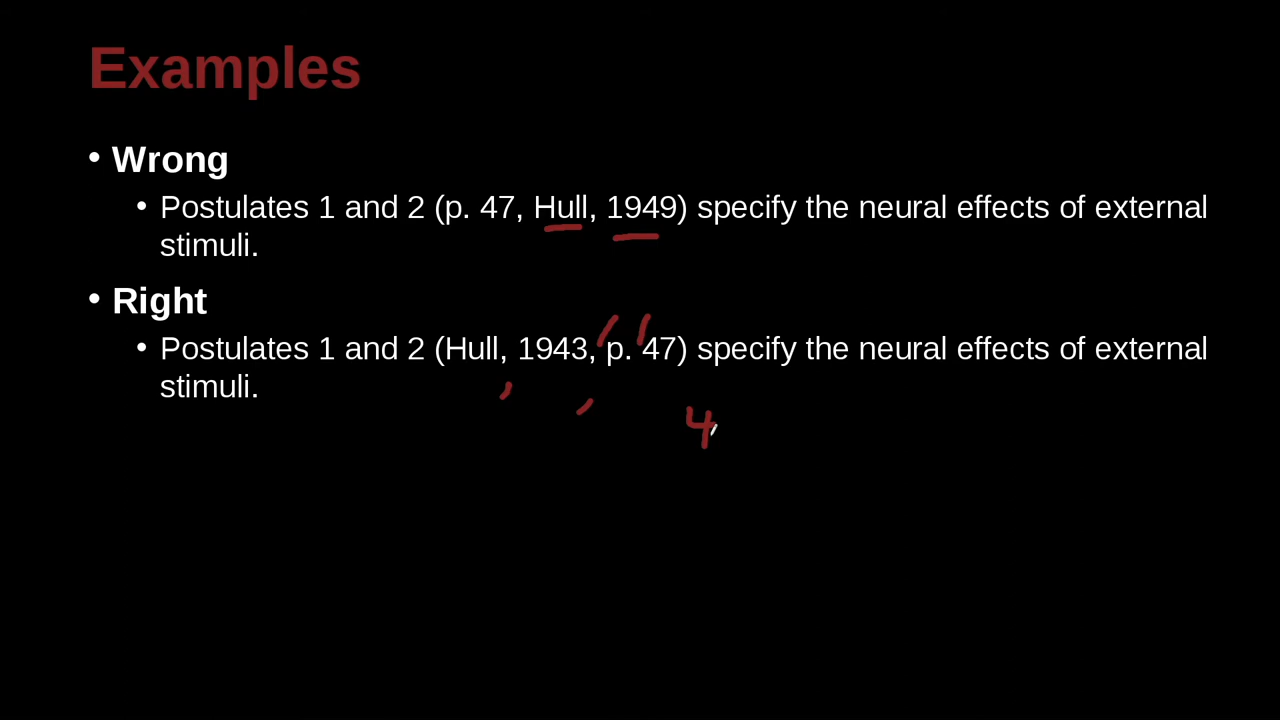 Examples
• Wrong
• Postulates 1 and 2 (p. 47, Hull, 1949) specify the neural effects of external
stimuli.
• Right
• Postulates 1 and 2 (Hull, 1943, p. 47) specify the neural effects of external
stimuli.
, , 4